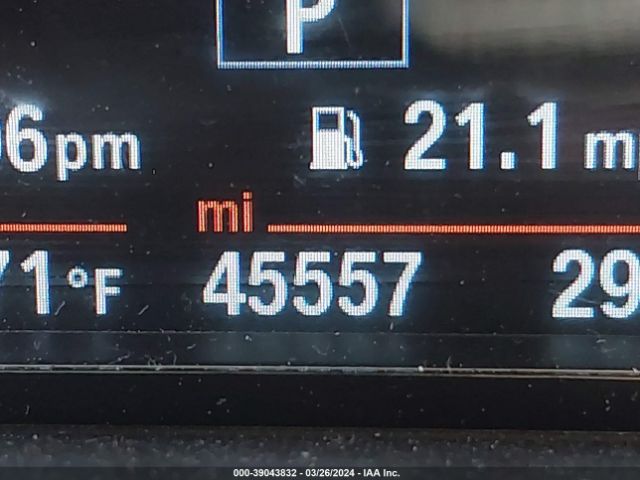 P
6pm 21.1 m
mi
71 °F 45557 29
000-39043832 - 03/26/2024 - IAA Inc.